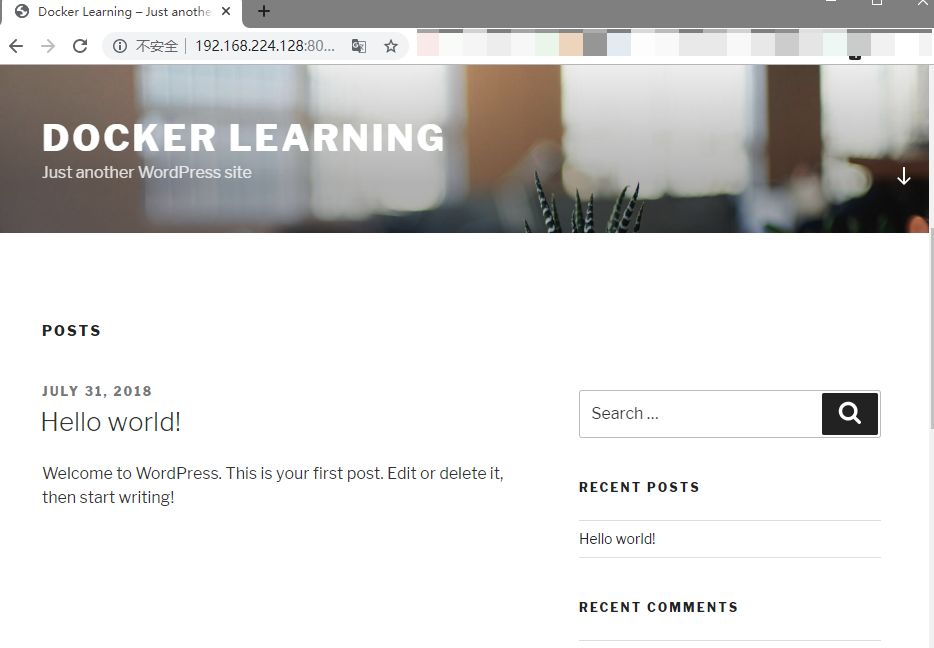 Docker Learning – Just anothe
不安全
192.168.224.128:80...
DOCKER LEARNING
Just another WordPress site
POSTS
JULY 31, 2018
Hello world!
Welcome to WordPress. This is your first post. Edit or delete it,
then start writing!
Search …
RECENT POSTS
Hello world!
RECENT COMMENTS